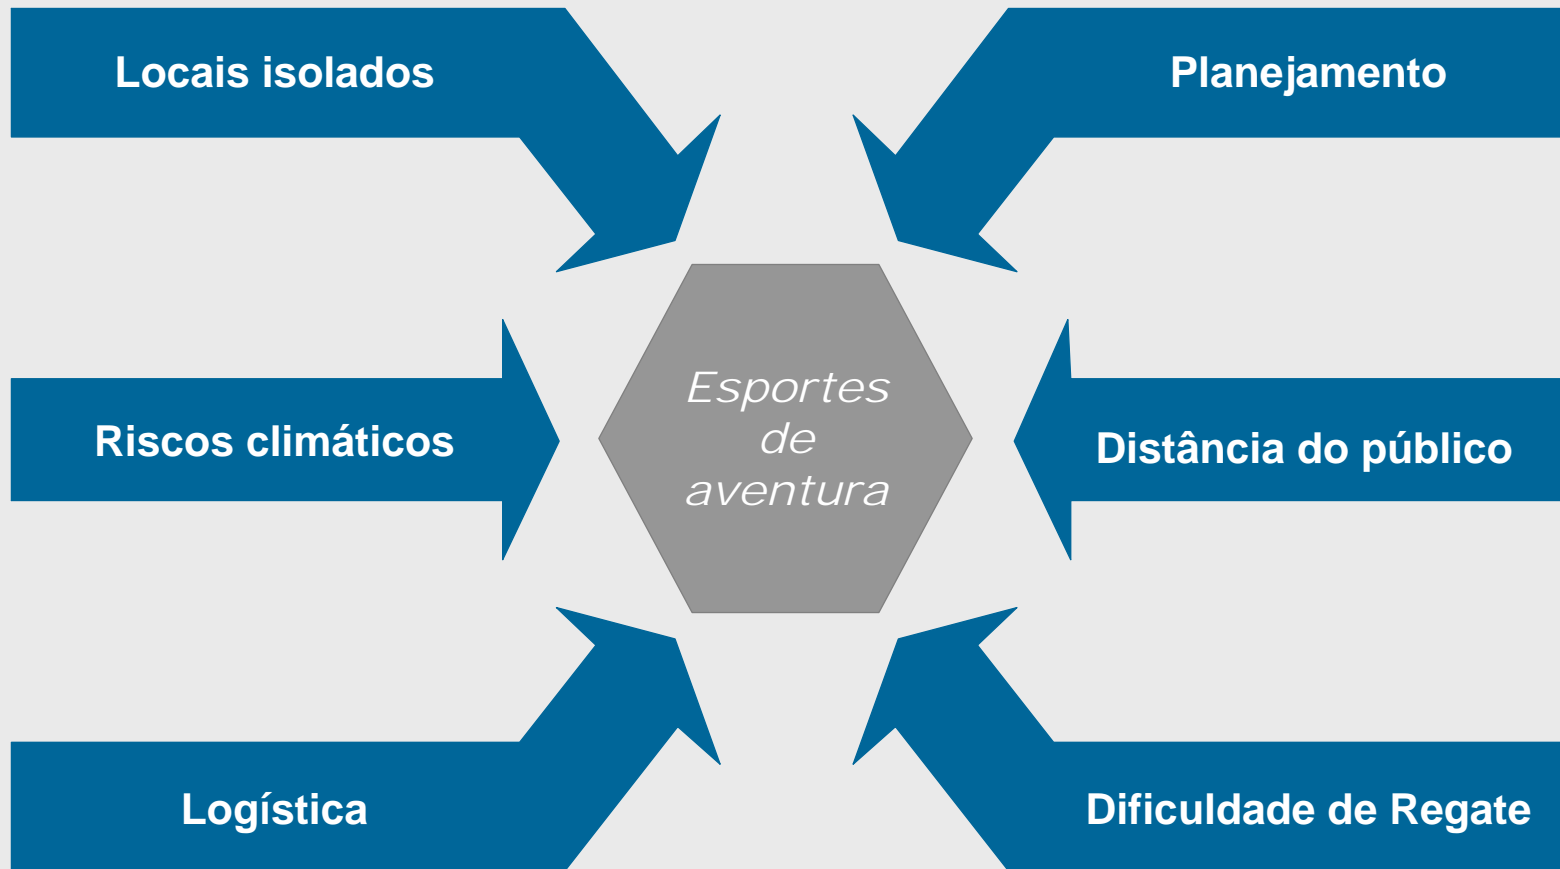 Locais isolados
Planejamento
Esportes
de
aventura
Riscos climáticos
Distância do público
Logística
Dificuldade de Regate